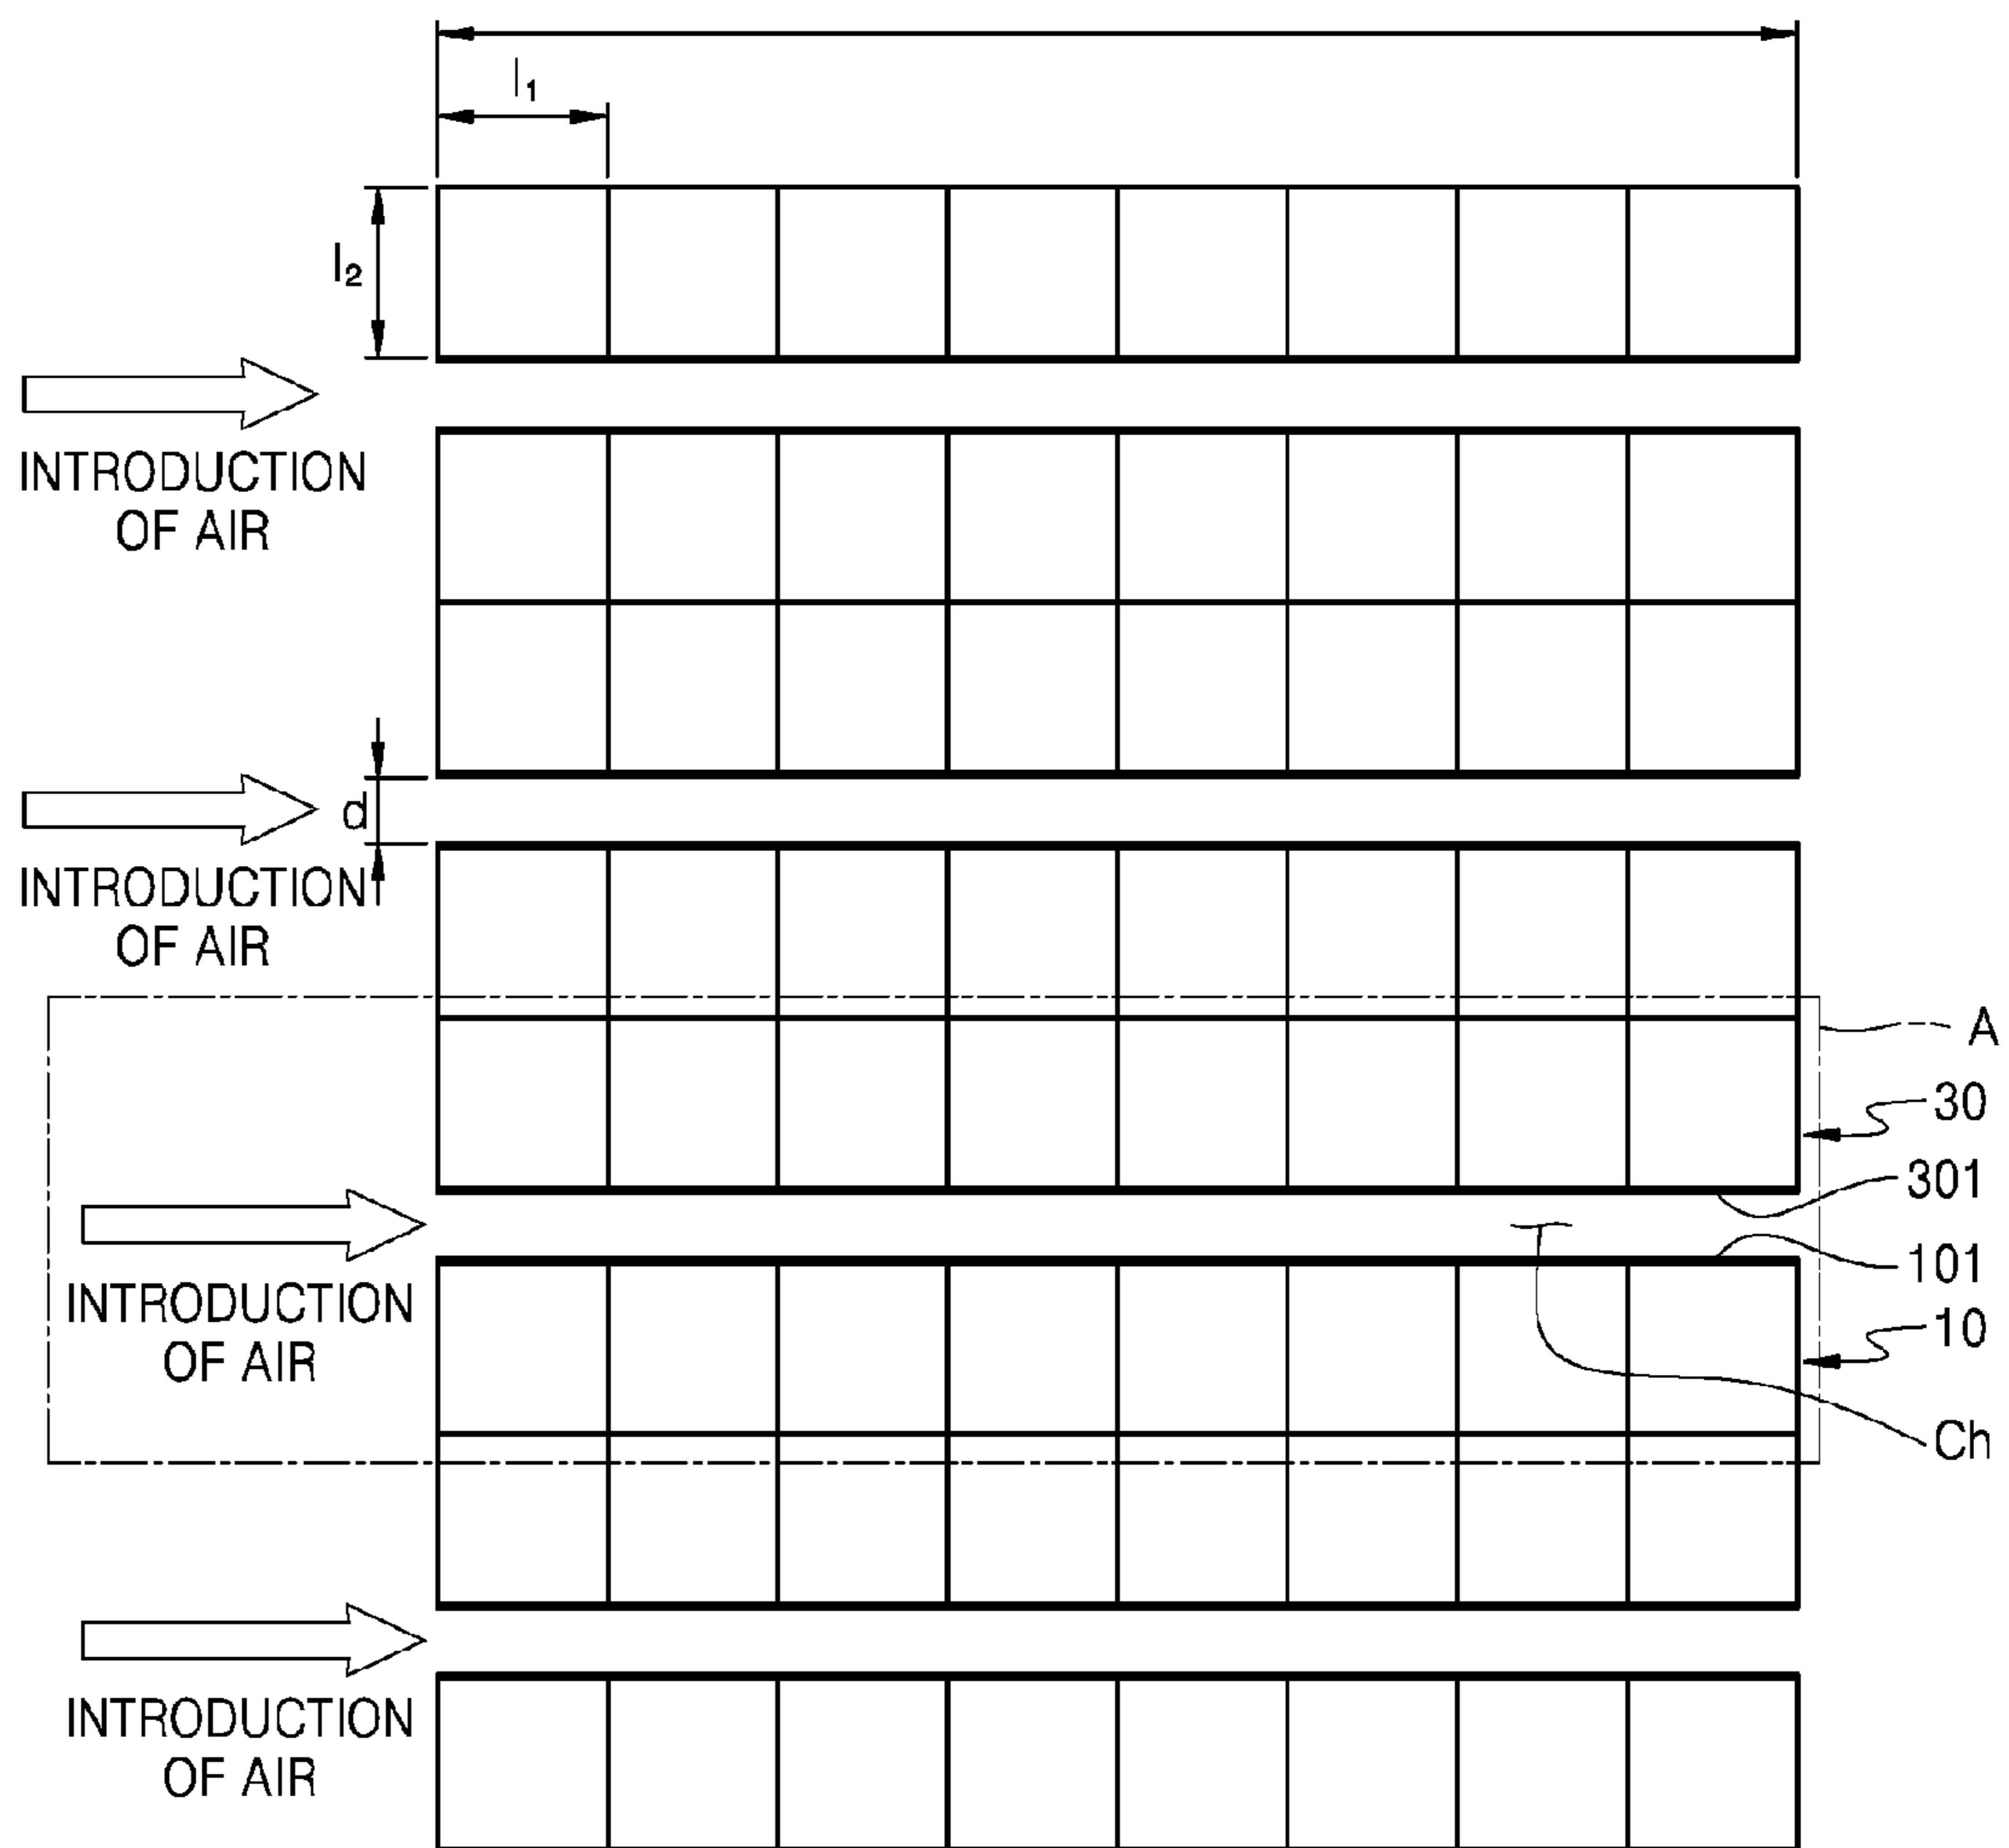 l₁
l₂
INTRODUCTION
OF AIR
d
INTRODUCTION
OF AIR
A
30
301
INTRODUCTION
OF AIR
101
10
Ch
INTRODUCTION
OF AIR